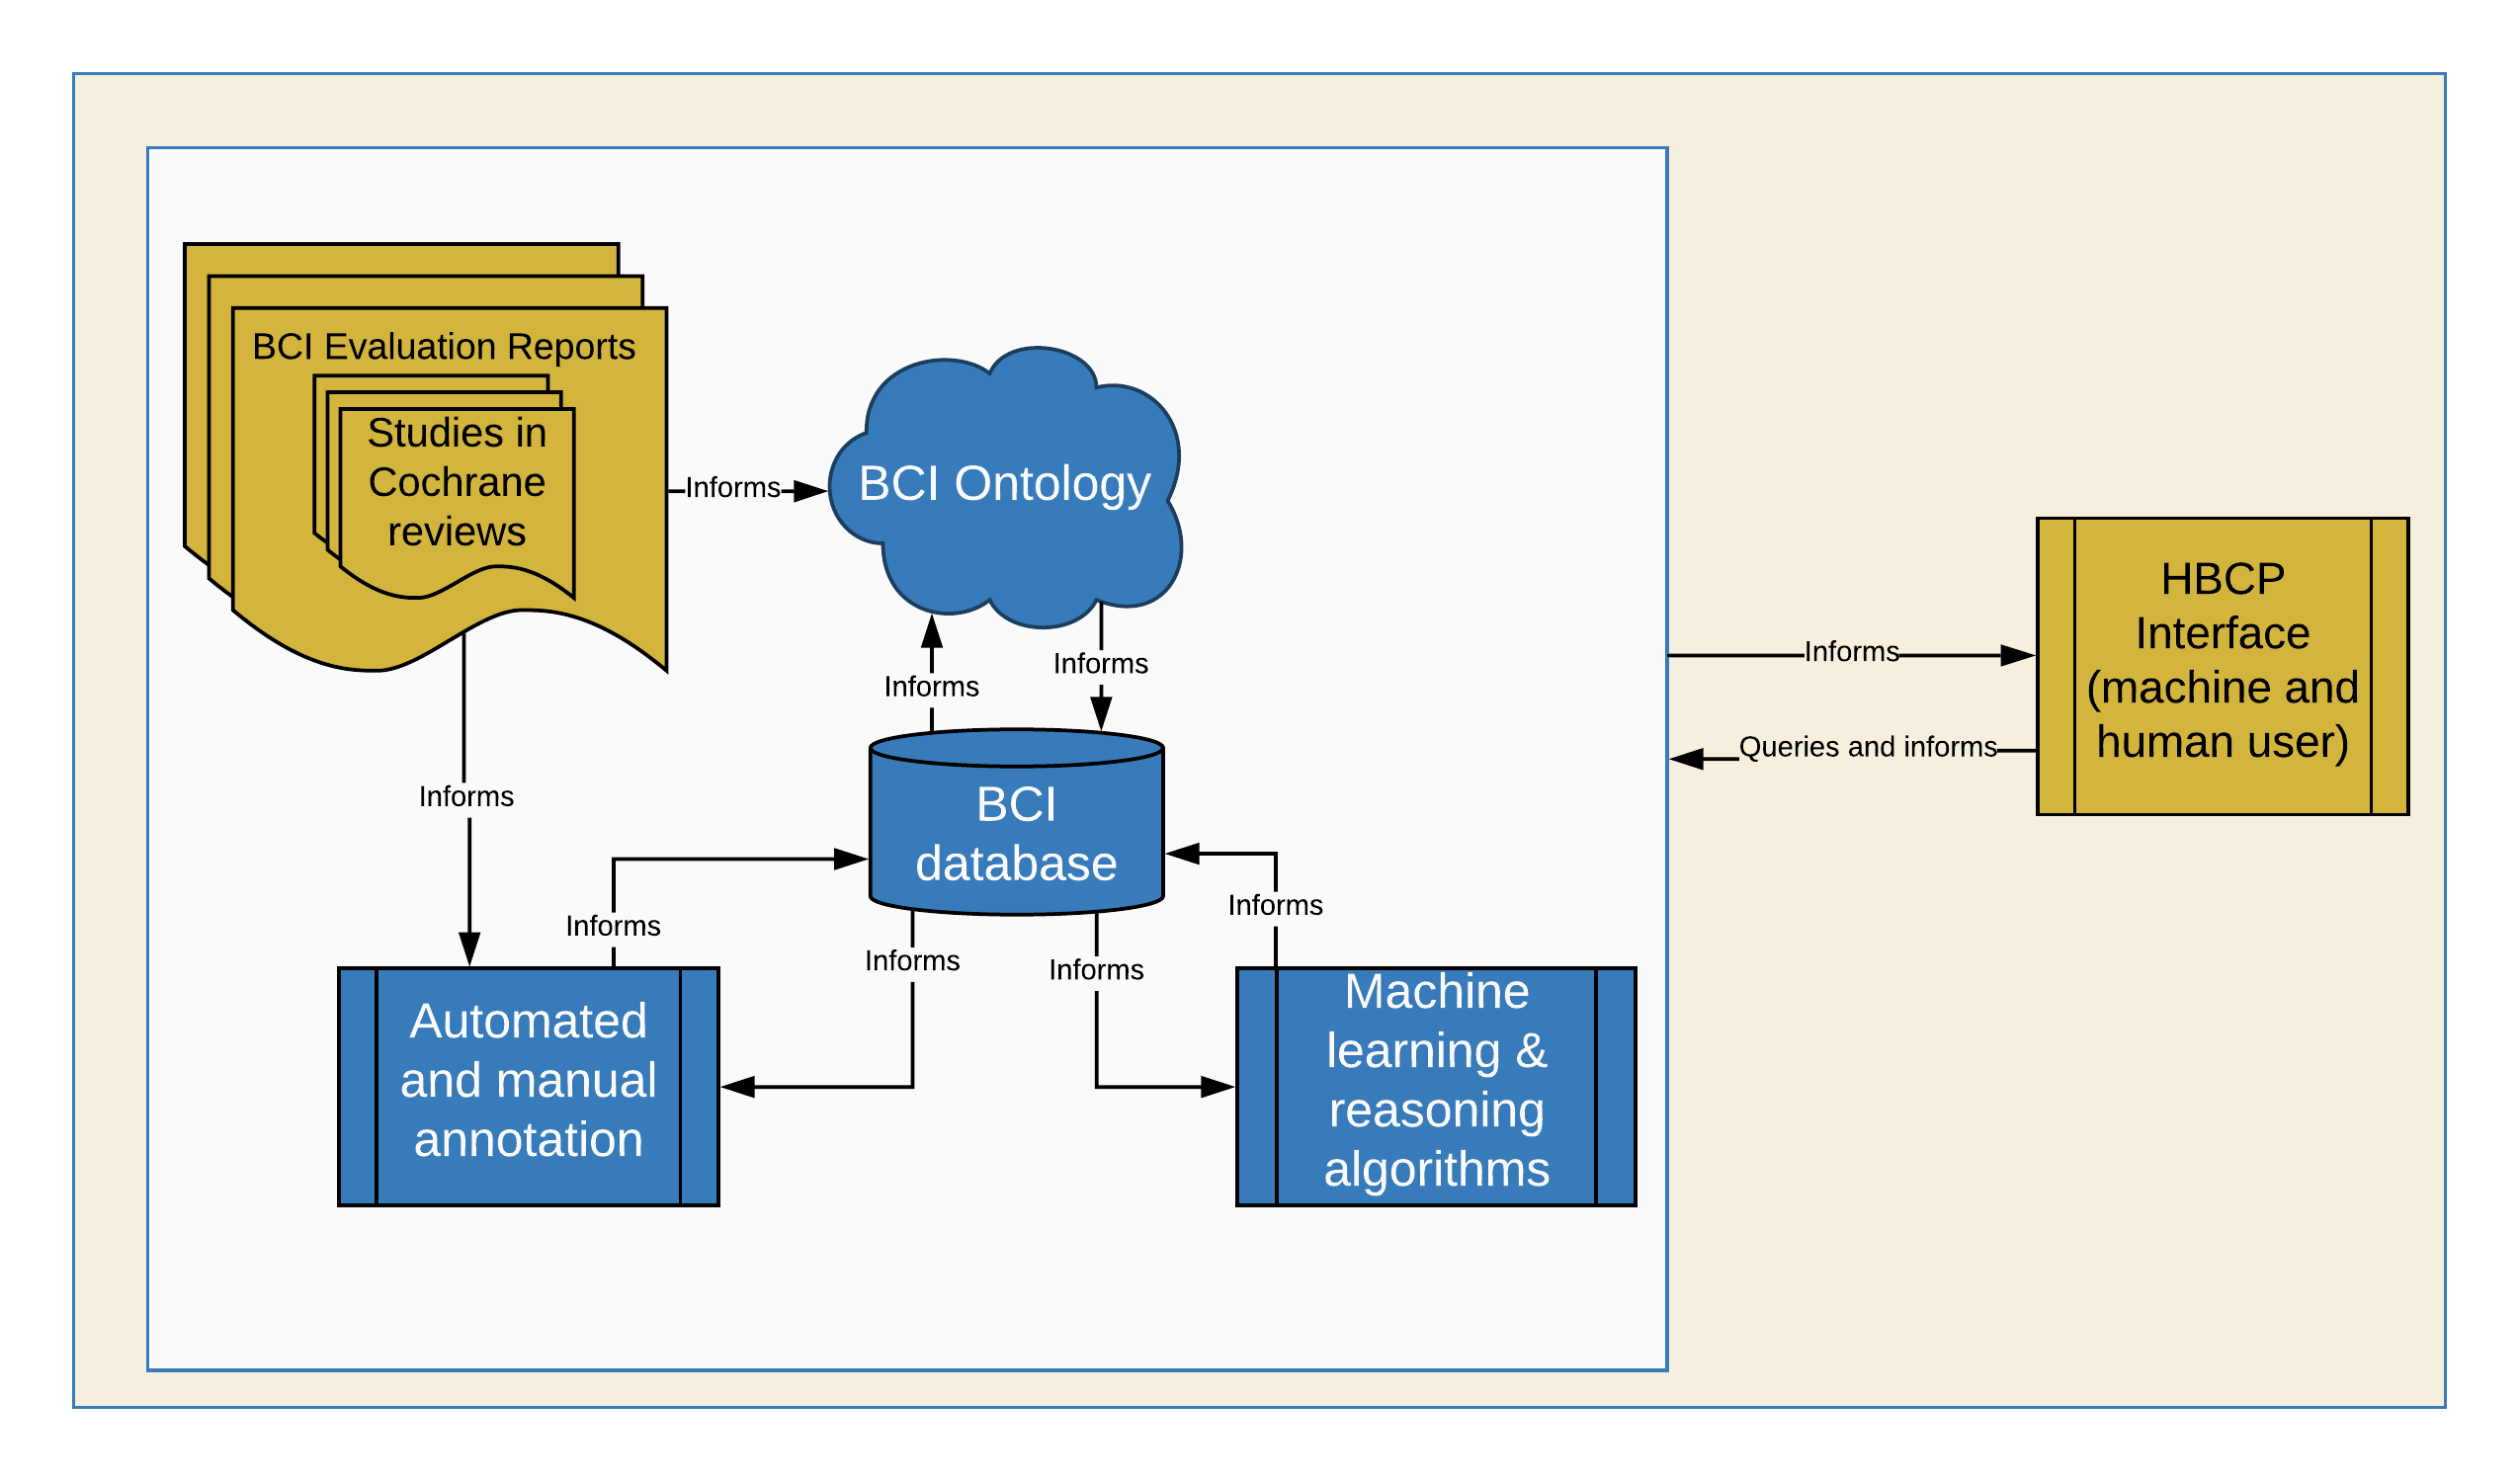 BCI Evaluation Reports
Studies in
Cochrane
reviews
Informs
BCI Ontology
Informs
Informs
HBCP
Interface
(machine and
human user)
Informs
Queries and informs
Informs
BCI
database
Informs
Informs
Informs
Informs
Automated
and manual
annotation
Machine
learning &
reasoning
algorithms